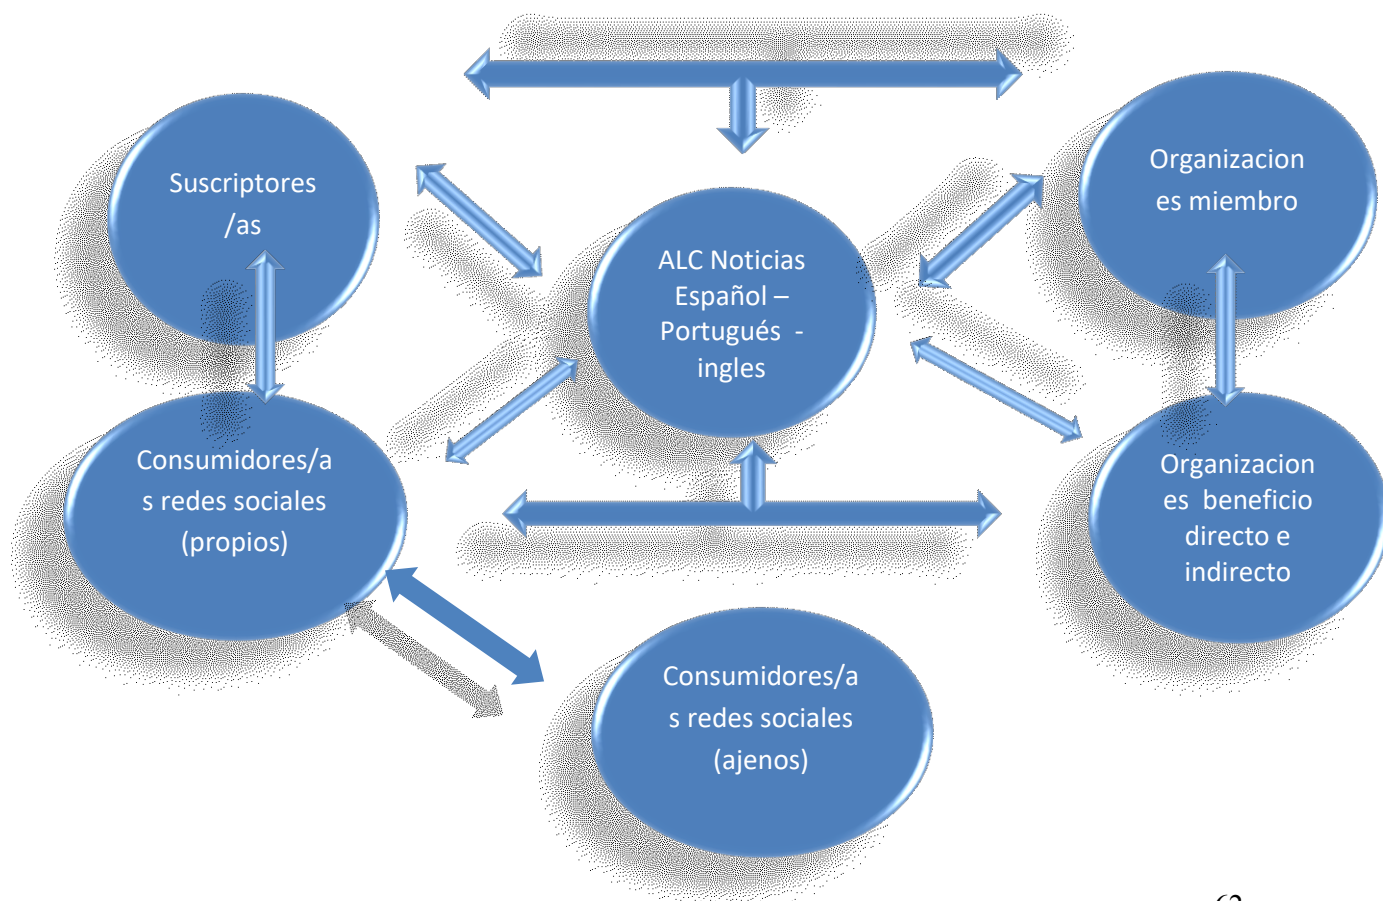 Suscriptores
/as
Organizacion
es miembro
ALC Noticias
Español –
Portugués -
ingles
Consumidores/a
s redes sociales
(propios)
Organizacion
es beneficio
directo e
indirecto
Consumidores/a
s redes sociales
(ajenos)